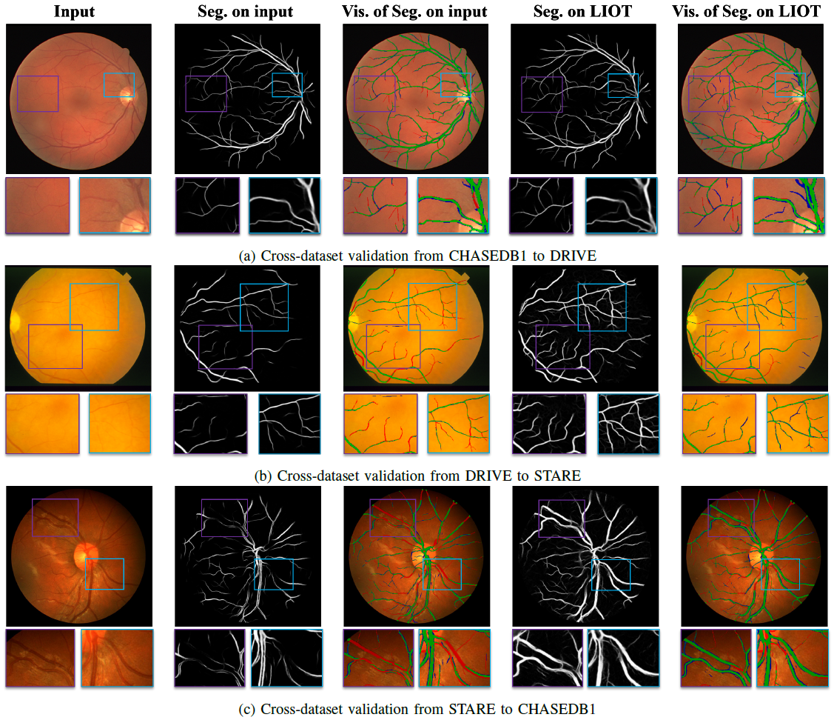 Input Seg. on input Vis. of Seg. on input Seg. on LIOT Vis. of Seg. on LIOT
(a) Cross-dataset validation from CHASEDB1 to DRIVE
(b) Cross-dataset validation from DRIVE to STARE
(c) Cross-dataset validation from STARE to CHASEDB1